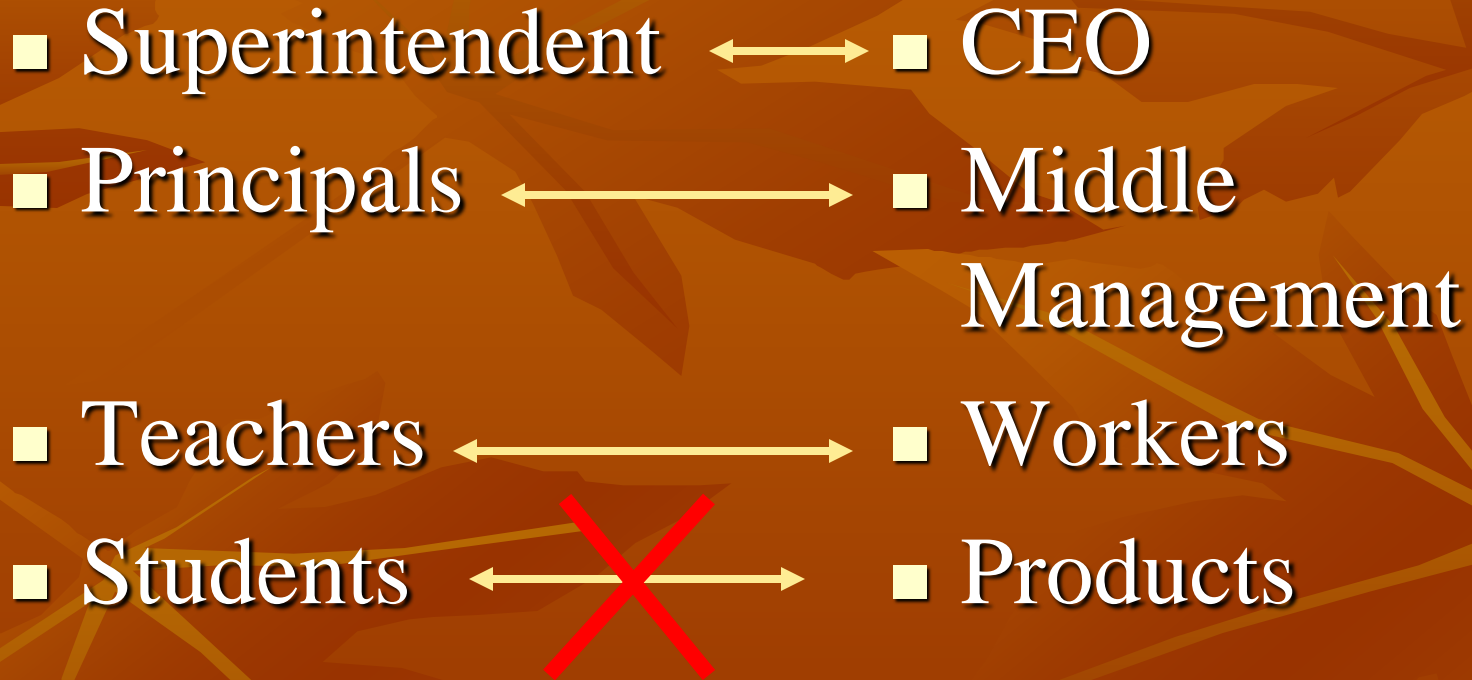 Superintendent
CEO
Principals
Middle
Management
Teachers
Workers
Students
Products